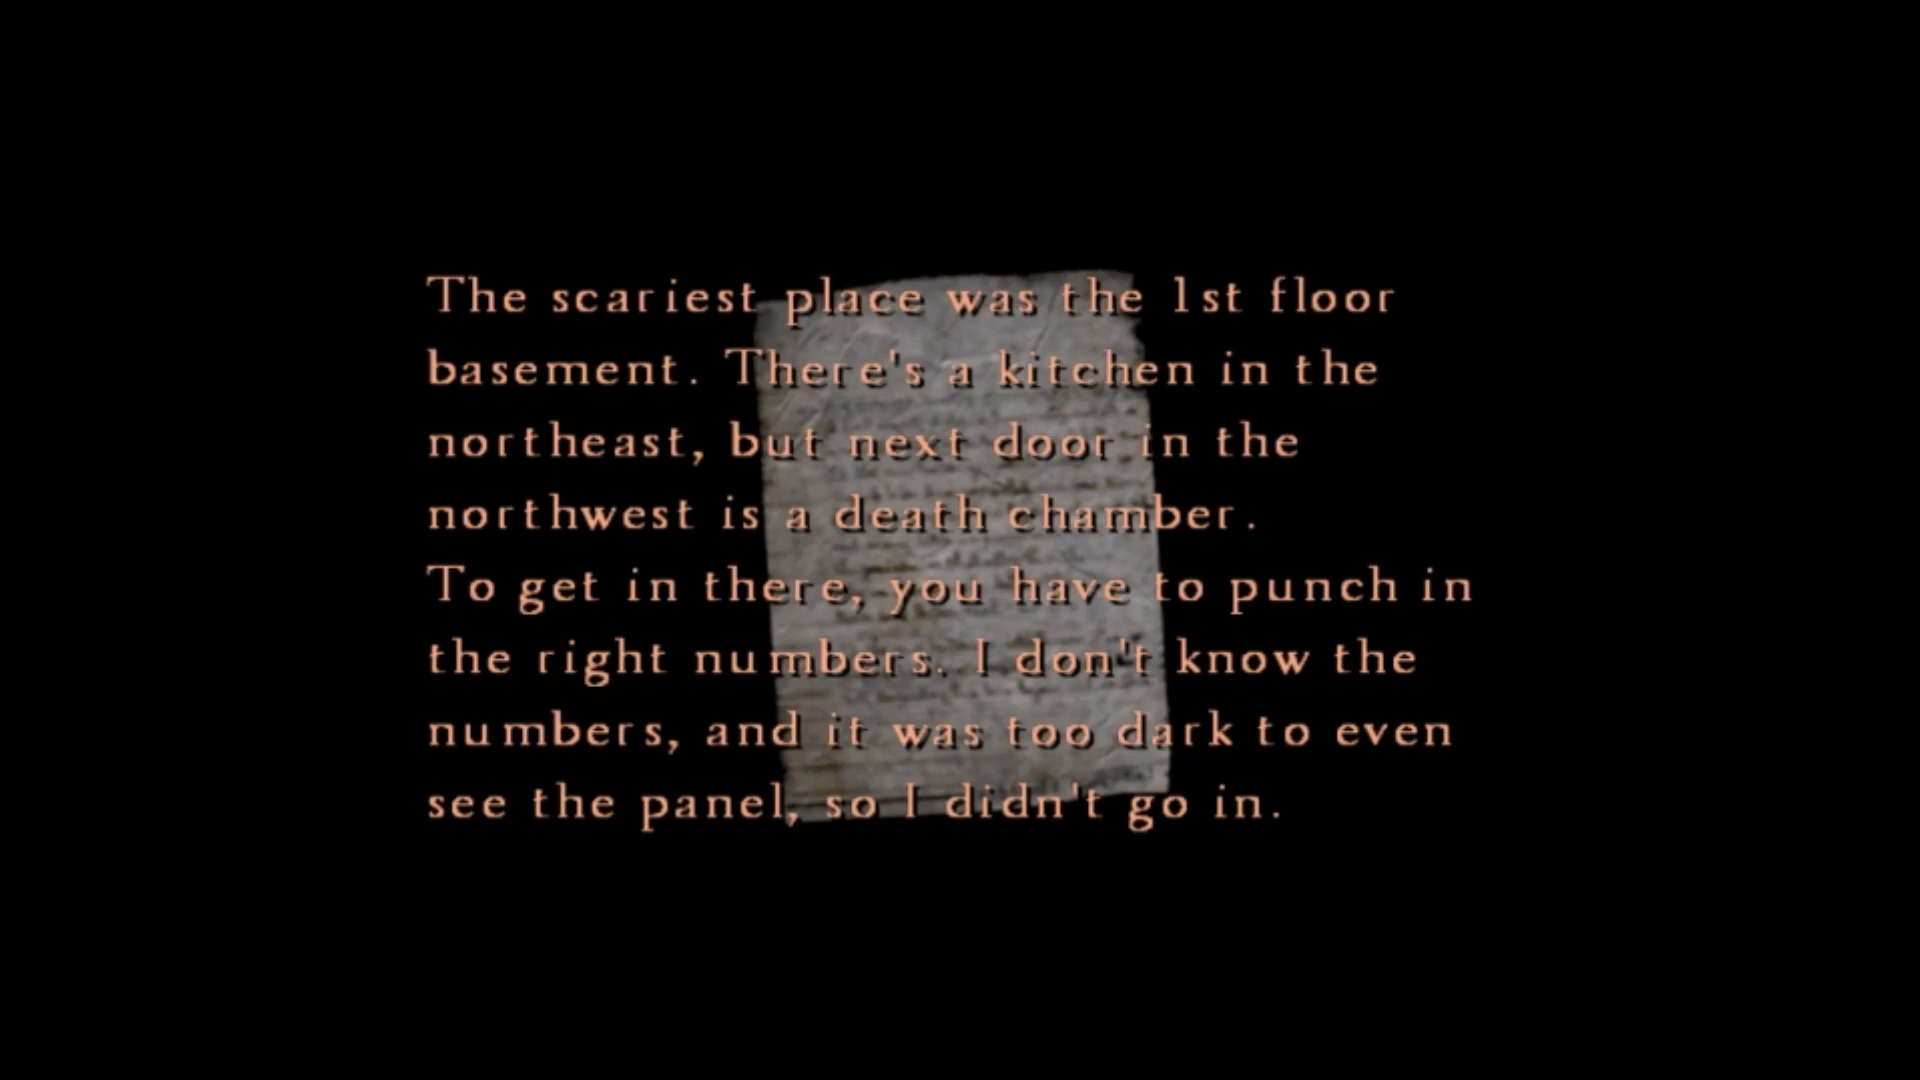 The scariest place was the 1st floor
basement. There's a kitchen in the
northeast, but next door in the
northwest is a death chamber.
To get in there, you have to punch in
the right numbers. I don't know the
numbers, and it was too dark to even
see the panel, so I didn't go in.